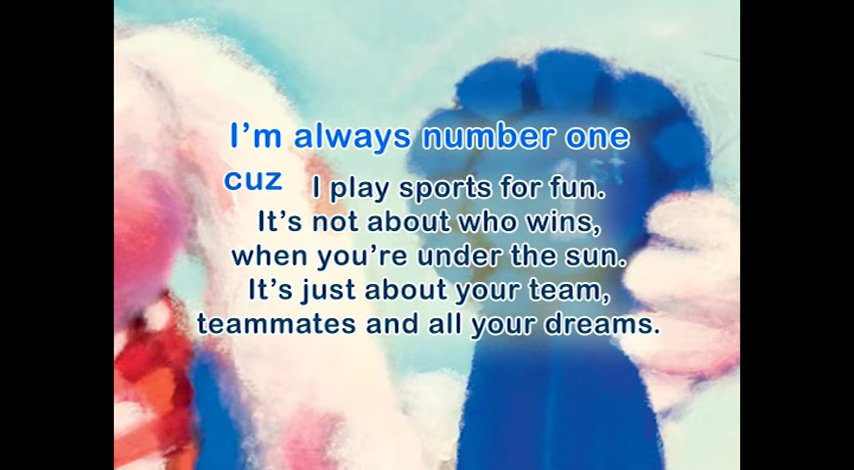 I’m always number one
cuz I play sports for fun.
It’s not about who wins,
when you’re under the sun.
It’s just about your team,
teammates and all your dreams.